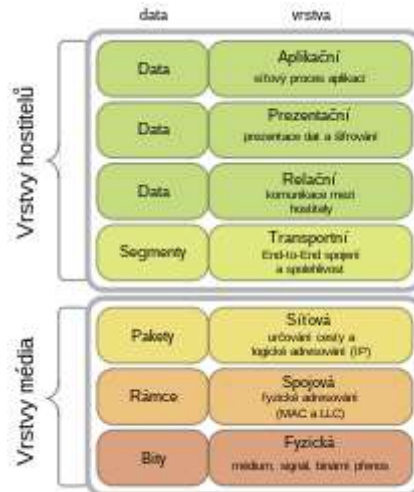 data vrstva
Vrstvy hostitelů
Data
Aplikační
síťový proces aplikací
Data
Prezentační
prezentace dat a šifrování
Data
Relační
komunikace mezi
hostitely
Segmenty
Transportní
End-to-End spojení
a spolehlivost
Vrstvy média
Pakety
Síťová
určování cesty a
logické adresování (IP)
Rámce
Spojová
fyzické adresování
(MAC a LLC)
Bity
Fyzická
médium, signál, binární přenos